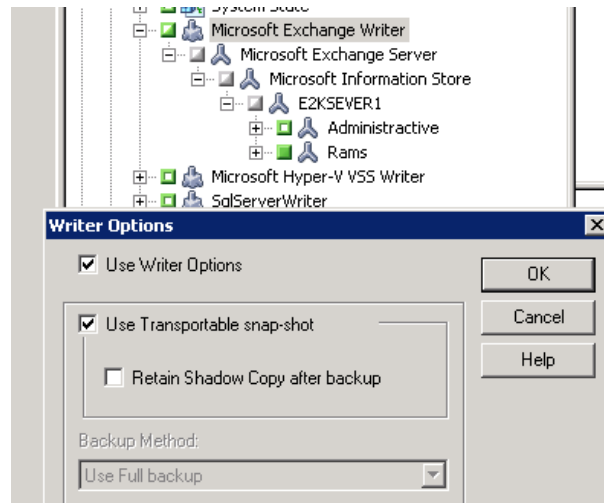 System State
Microsoft Exchange Writer
Microsoft Exchange Server
Microsoft Information Store
E2KSEVER1
Administractive
Rams
Microsoft Hyper-V VSS Writer
SqlServerWriter
Writer Options
Use Writer Options
OK
Use Transportable snap-shot
Cancel
Retain Shadow Copy after backup
Help
Backup Method:
Use Full backup